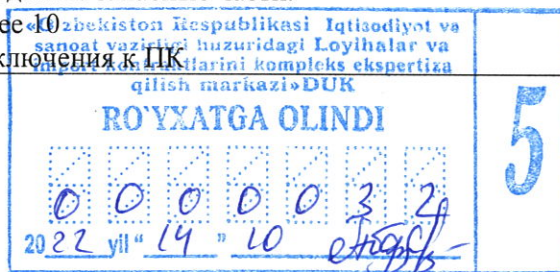 ее 10
ключения к ПК
«O'zbekiston Respublikasi Iqtisodiyot va
sanoat vazirligi huzuridagi Loyihalar va
import kontraktlarini kompleks ekspertiza
qilish markazi» DUK
RO'YXATGA OLINDI
5
0 0 0 0 0 3 2
2022 yil "14" 10